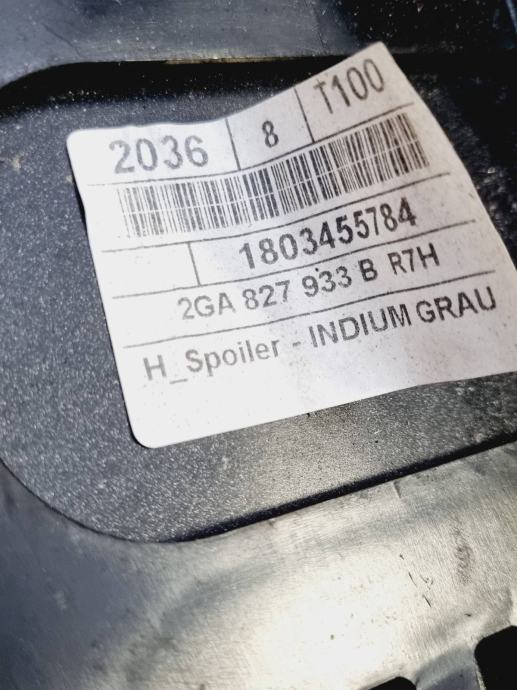 2036 8 T100
1803455784
2GA 827 933 B R7H
H_Spoiler - INDIUM GRAU